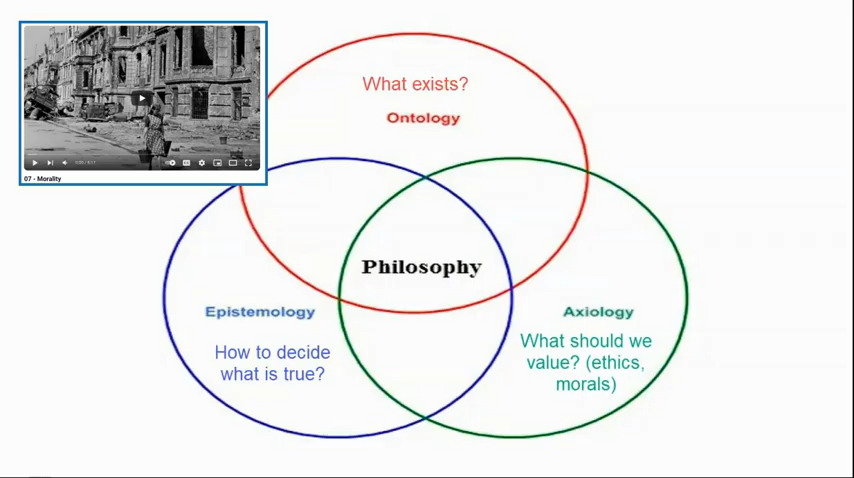 07 - Morality
What exists?
Ontology
Philosophy
Epistemology
How to decide
what is true?
Axiology
What should we
value? (ethics,
morals)